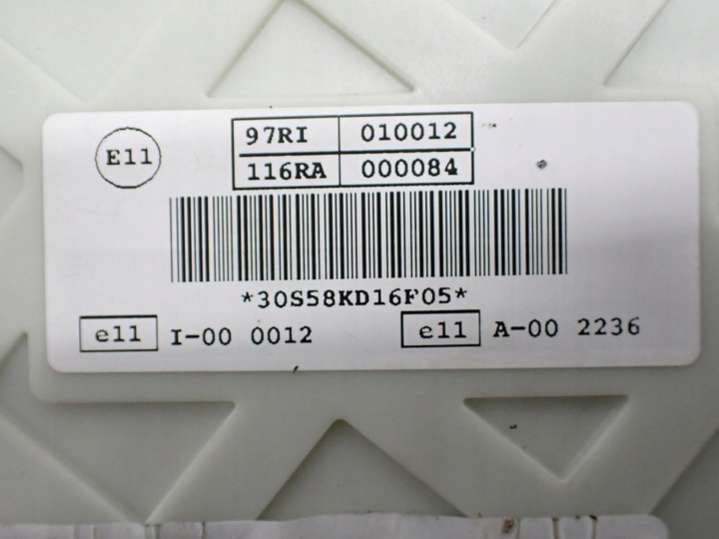 E11
97RI 010012
116RA 000084
*30S58KD16F05*
e11 I-00 0012 e11 A-00 2236